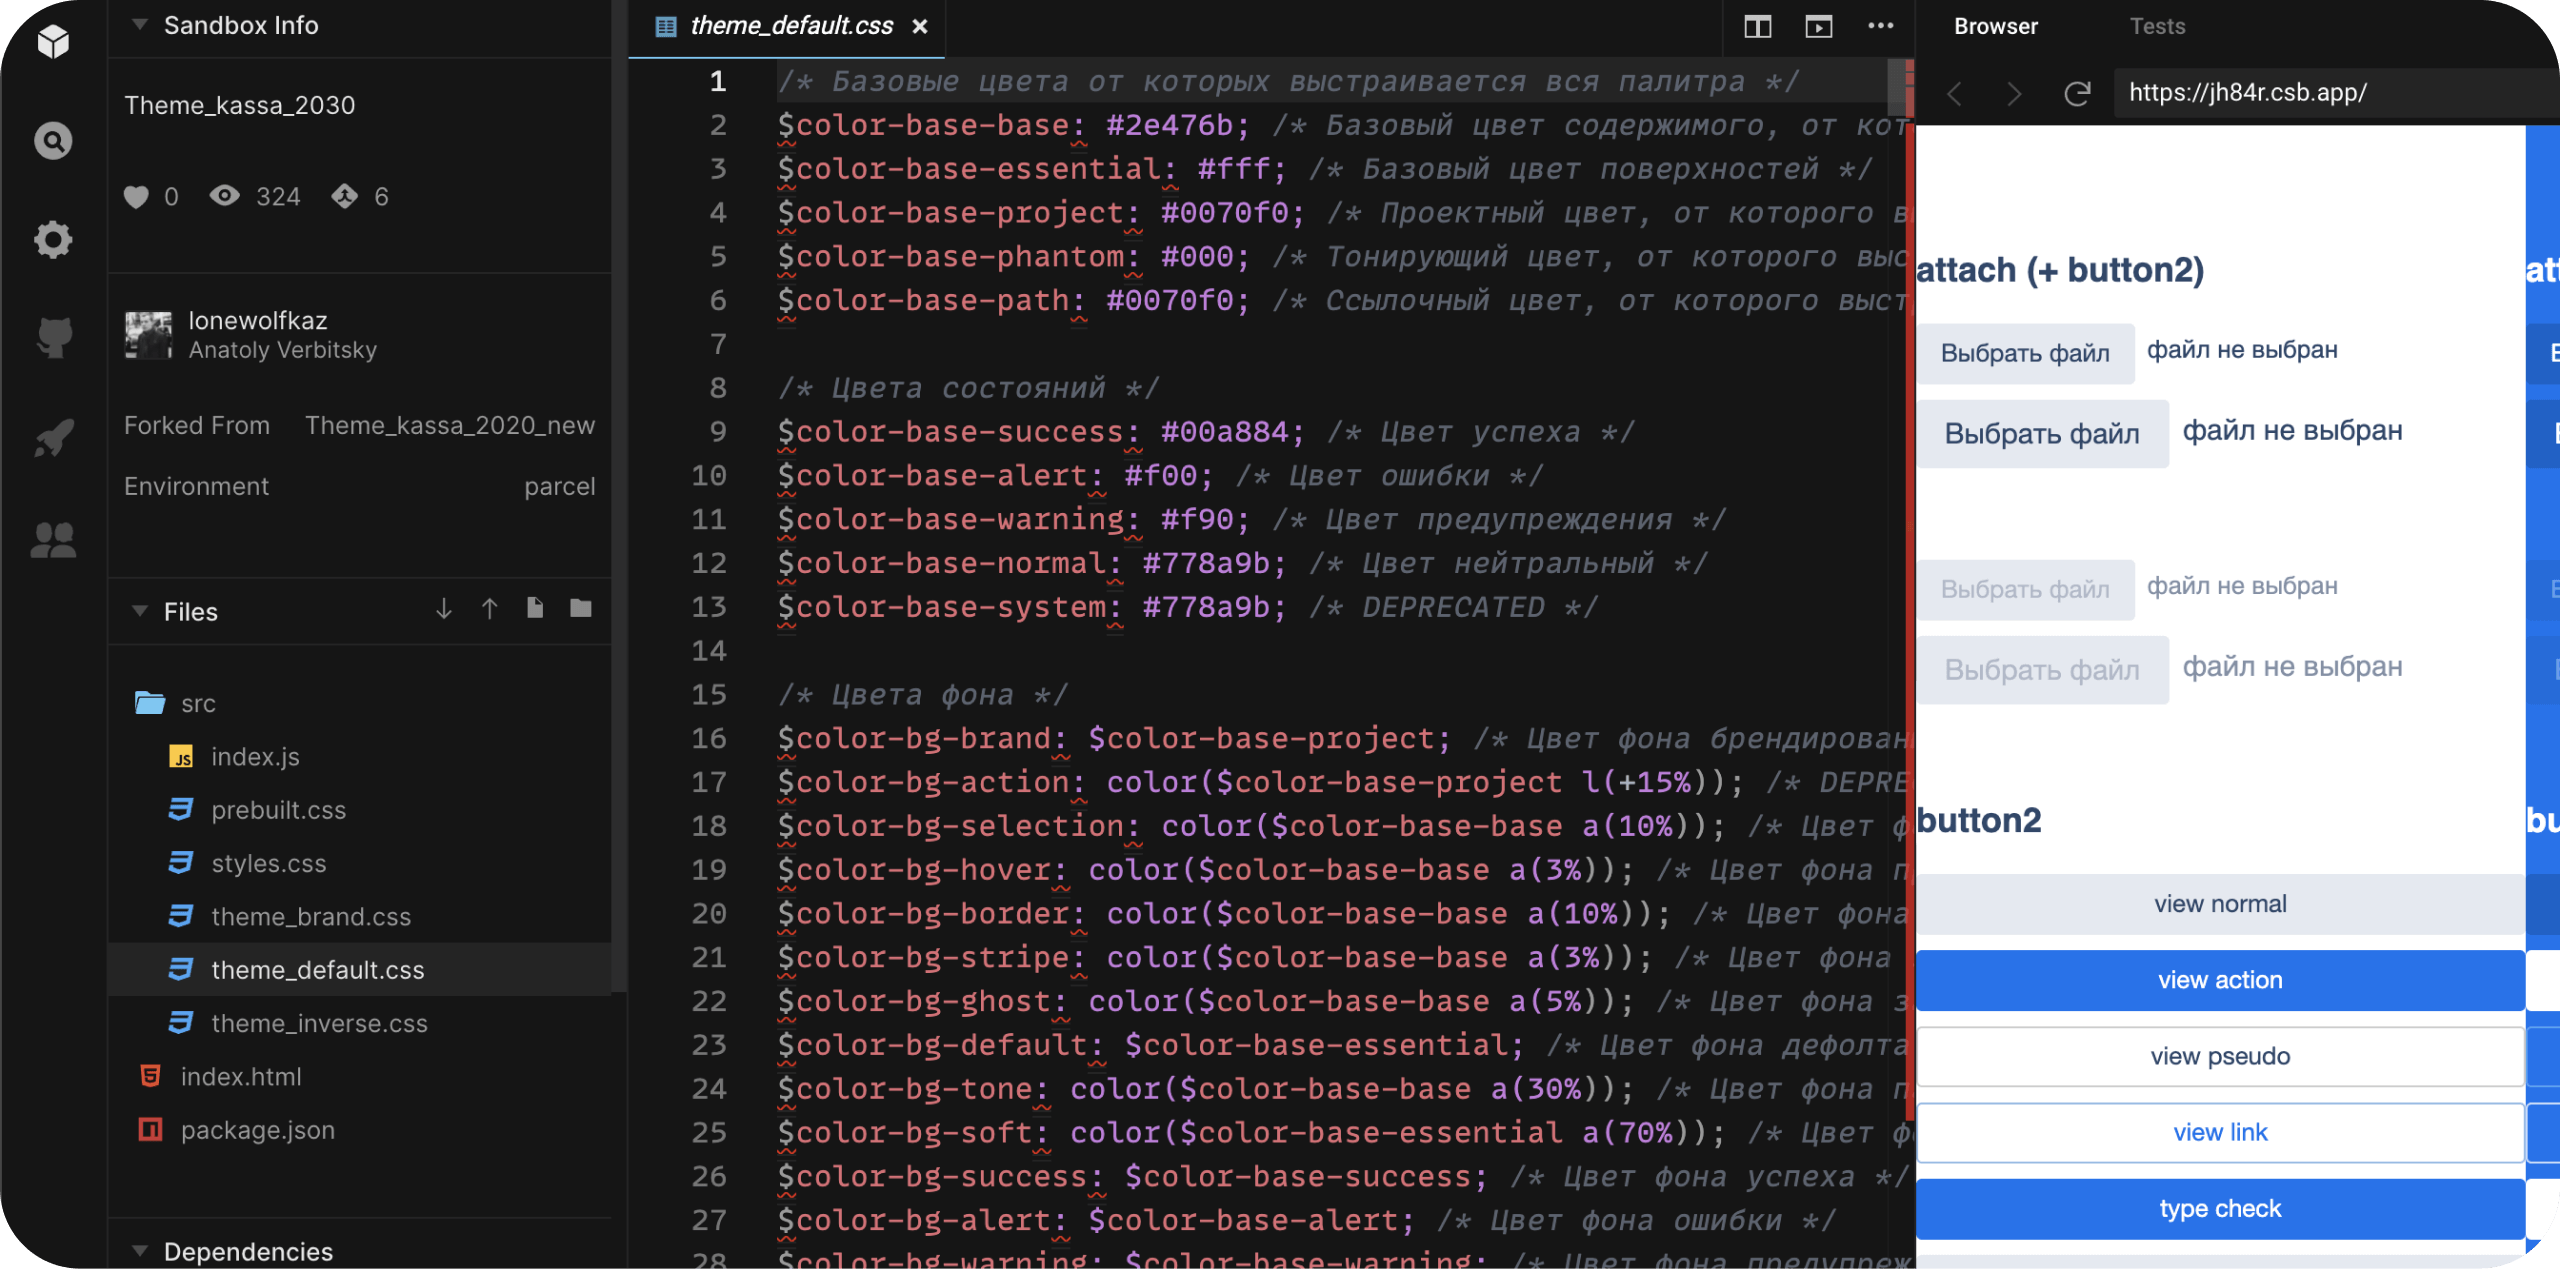 Sandbox Info
Theme_kassa_2030
0 324 6
lonewolfkaz
Anatoly Verbitsky
Forked From Theme_kassa_2020_new
Environment parcel
Files
src
index.js
prebuilt.css
styles.css
theme_brand.css
theme_default.css
theme_inverse.css
index.html
package.json
Dependencies
theme_default.css
1 /* Базовые цвета от которых выстраивается вся палитра */
2 $color-base-base: #2e476b; /* Базовый цвет содержимого, от кот
3 $color-base-essential: #fff; /* Базовый цвет поверхностей */
4 $color-base-project: #0070f0; /* Проектный цвет, от которого в
5 $color-base-phantom: #000; /* Тонирующий цвет, от которого выс
6 $color-base-path: #0070f0; /* Ссылочный цвет, от которого выст
7
8 /* Цвета состояний */
9 $color-base-success: #00a884; /* Цвет успеха */
10 $color-base-alert: #f00; /* Цвет ошибки */
11 $color-base-warning: #f90; /* Цвет предупреждения */
12 $color-base-normal: #778a9b; /* Цвет нейтральный */
13 $color-base-system: #778a9b; /* DEPRECATED */
14
15 /* Цвета фона */
16 $color-bg-brand: $color-base-project; /* Цвет фона брендирован
17 $color-bg-action: color($color-base-project l(+15%)); /* DEPRE
18 $color-bg-selection: color($color-base-base a(10%)); /* Цвет ф
19 $color-bg-hover: color($color-base-base a(3%)); /* Цвет фона п
20 $color-bg-border: color($color-base-base a(10%)); /* Цвет фона
21 $color-bg-stripe: color($color-base-base a(3%)); /* Цвет фона
22 $color-bg-ghost: color($color-base-base a(5%)); /* Цвет фона з
23 $color-bg-default: $color-base-essential; /* Цвет фона дефолта
24 $color-bg-tone: color($color-base-base a(30%)); /* Цвет фона п
25 $color-bg-soft: color($color-base-essential a(70%)); /* Цвет ф
26 $color-bg-success: $color-base-success; /* Цвет фона успеха */
27 $color-bg-alert: $color-base-alert; /* Цвет фона ошибки */
28 $color-bg-warning: $color-base-warning; /* Цвет фона предупреж
Browser Tests
https://jh84r.csb.app/
attach (+ button2) att
Выбрать файл файл не выбран
Выбрать файл файл не выбран
Выбрать файл файл не выбран
Выбрать файл файл не выбран
button2 bu
view normal
view action
view pseudo
view link
type check